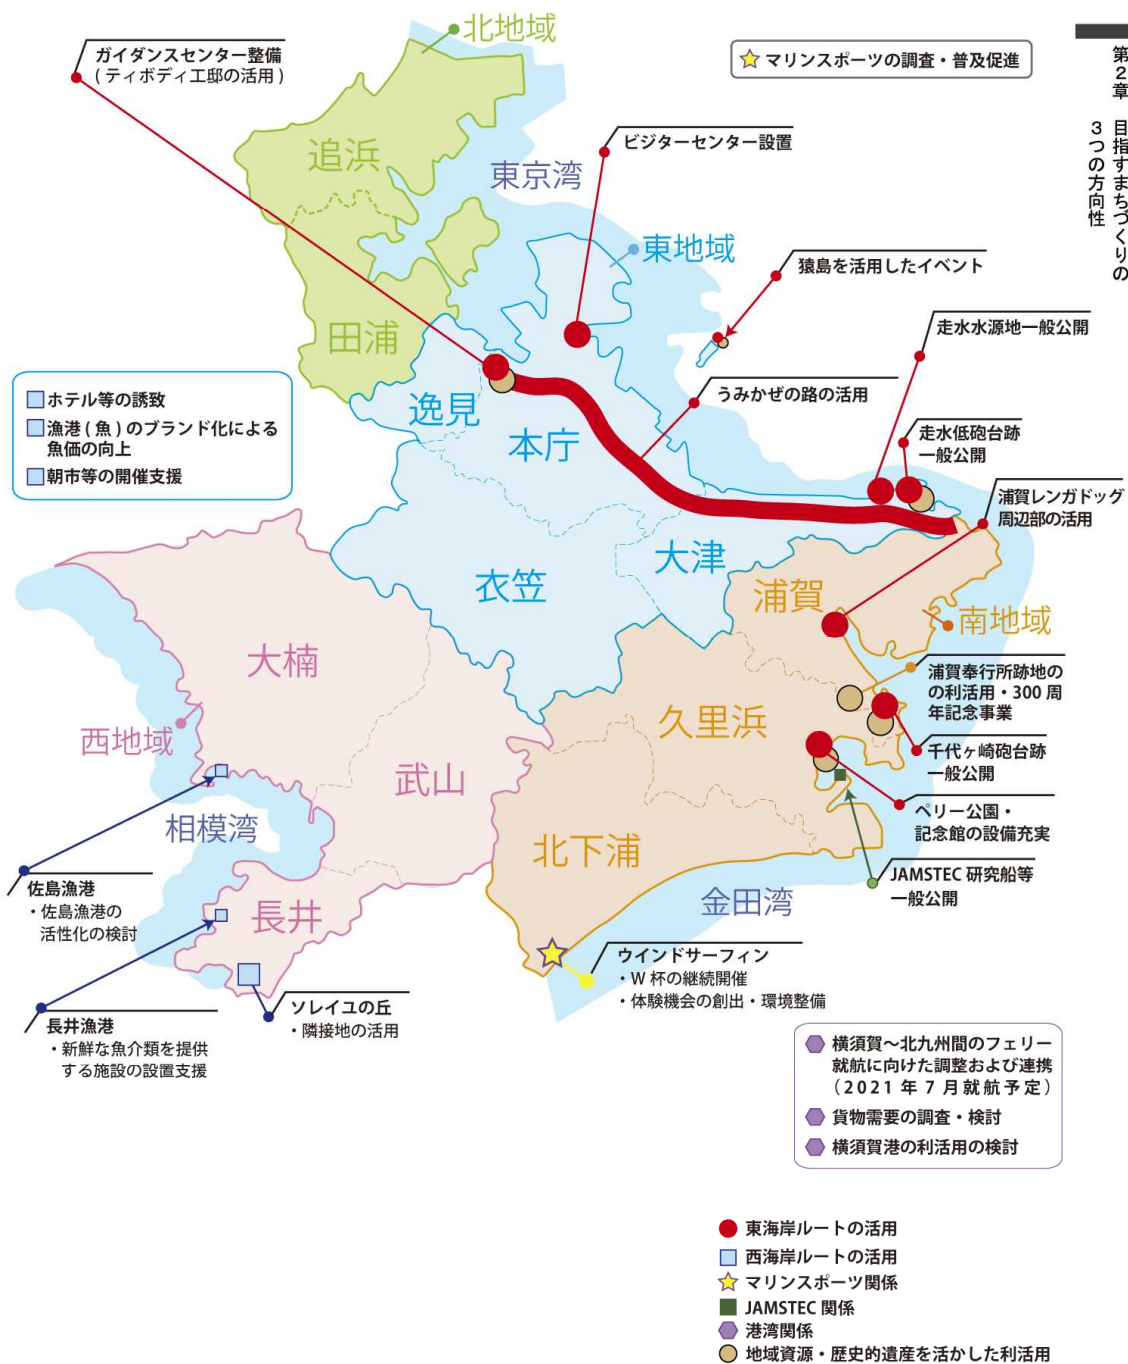 第2章 目指すまちづくりの
3つの方向性
北地域
ガイダンスセンター整備
(ティボディエ邸の活用)
マリンスポーツの調査・普及促進
追浜
ビジターセンター設置
東京湾
東地域
猿島を活用したイベント
田浦
走水水源地一般公開
ホテル等の誘致
漁港(魚)のブランド化による
魚価の向上
朝市等の開催支援
逸見
本庁
うみかぜの路の活用
走水低砲台跡
一般公開
浦賀レンガドッグ
周辺部の活用
大津
衣笠
浦賀
南地域
大楠
浦賀奉行所跡地の
の利活用・300周
年記念事業
久里浜
西地域
千代ヶ崎砲台跡
一般公開
武山
相模湾
ペリー公園・
記念館の設備充実
北下浦
佐島漁港
・佐島漁港の
活性化の検討
JAMSTEC 研究船等
一般公開
金田湾
長井
ウインドサーフィン
・W杯の継続開催
・体験機会の創出・環境整備
ソレイユの丘
・隣接地の活用
長井漁港
・新鮮な魚介類を提供
する施設の設置支援
横須賀～北九州間のフェリー
就航に向けた調整および連携
(2021年7月就航予定)
貨物需要の調査・検討
横須賀港の利活用の検討
東海岸ルートの活用
西海岸ルートの活用
マリンスポーツ関係
JAMSTEC 関係
港湾関係
地域資源・歴史的遺産を活かした利活用